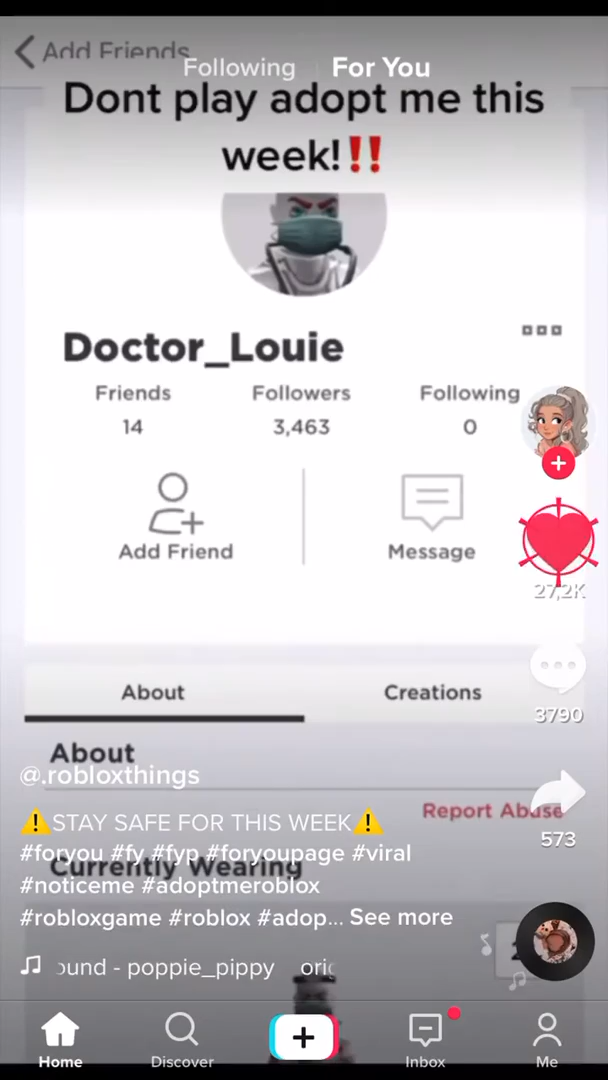 Add Friends
Following
For You
Dont play adopt me this
week!‼️
Doctor_Louie
Friends
Followers
Following
14
3,463
0
Add Friend
Message
27,2K
About
Creations
3790
About
@.robloxthings
Report Abuse
⚠️STAY SAFE FOR THIS WEEK⚠️
573
#foryou #fy #fyp #foryoupage #viral
Currently Wearing
#noticeme #adoptmeroblox
#robloxgame #roblox #adop... See more
ound - poppie_pippy
Home
Discover
Inbox
Me